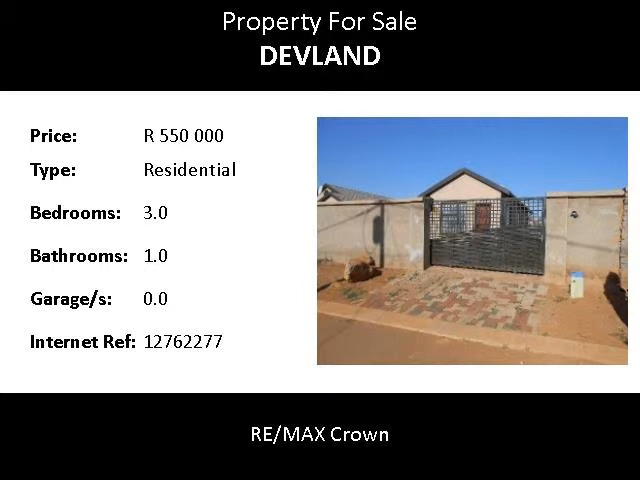 Property For Sale
DEVLAND
Price: R 550 000
Type: Residential
Bedrooms: 3.0
Bathrooms: 1.0
Garage/s: 0.0
Internet Ref: 12762277
RE/MAX Crown